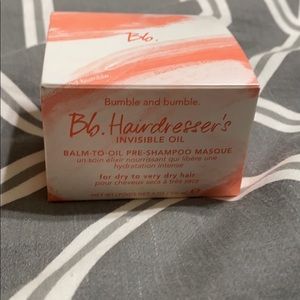 Bb.
Bumble and bumble.
Bb. Hairdresser's
INVISIBLE OIL
BALM-TO-OIL PRE-SHAMPOO MASQUE
un soin élixir nourrissant qui libère une
hydratation intense
for dry to very dry hair
pour cheveux secs à très secs